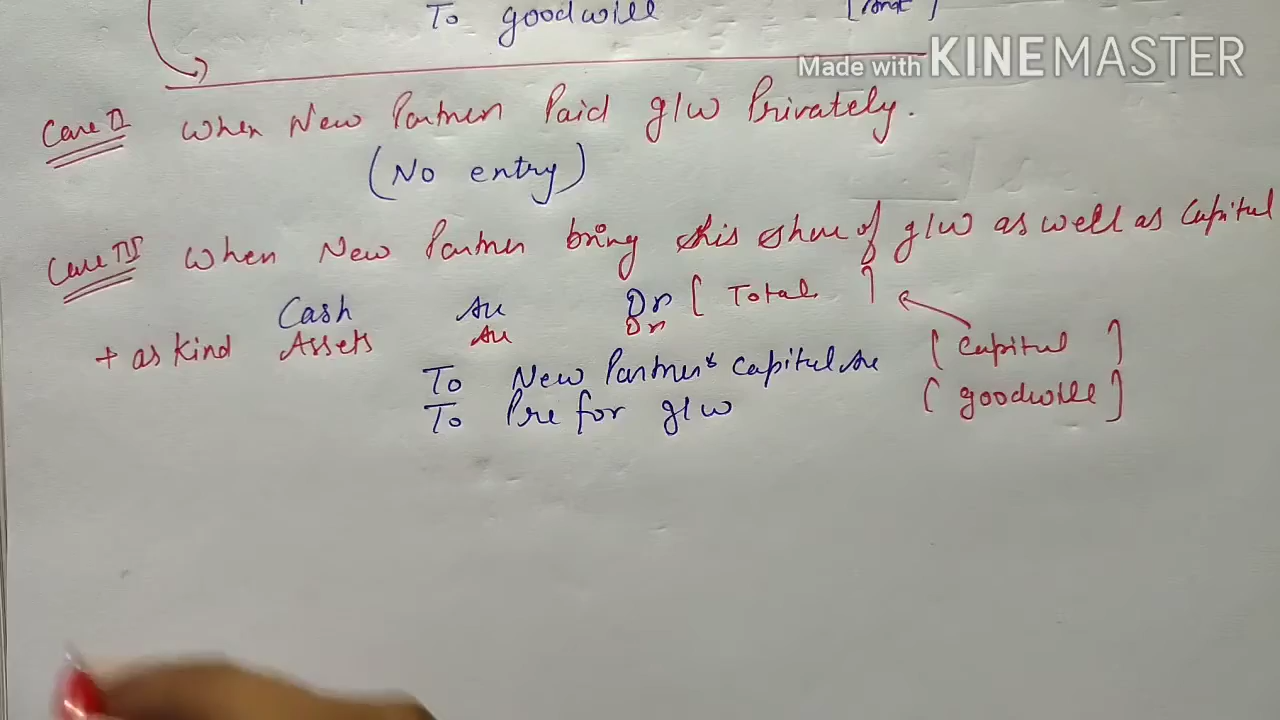 To goodwill
Made with KINEMASTER
Case II When New Partner Paid g/w Privately.
(No entry)
Case III When New Partner bring this share of g/w as well as Capital
Cash A/c Dr [ Total ]
+ as Kind Assets A/c Dr
To New Partner's Capital A/c [ Capital ]
To Pre for g/w [ goodwill ]